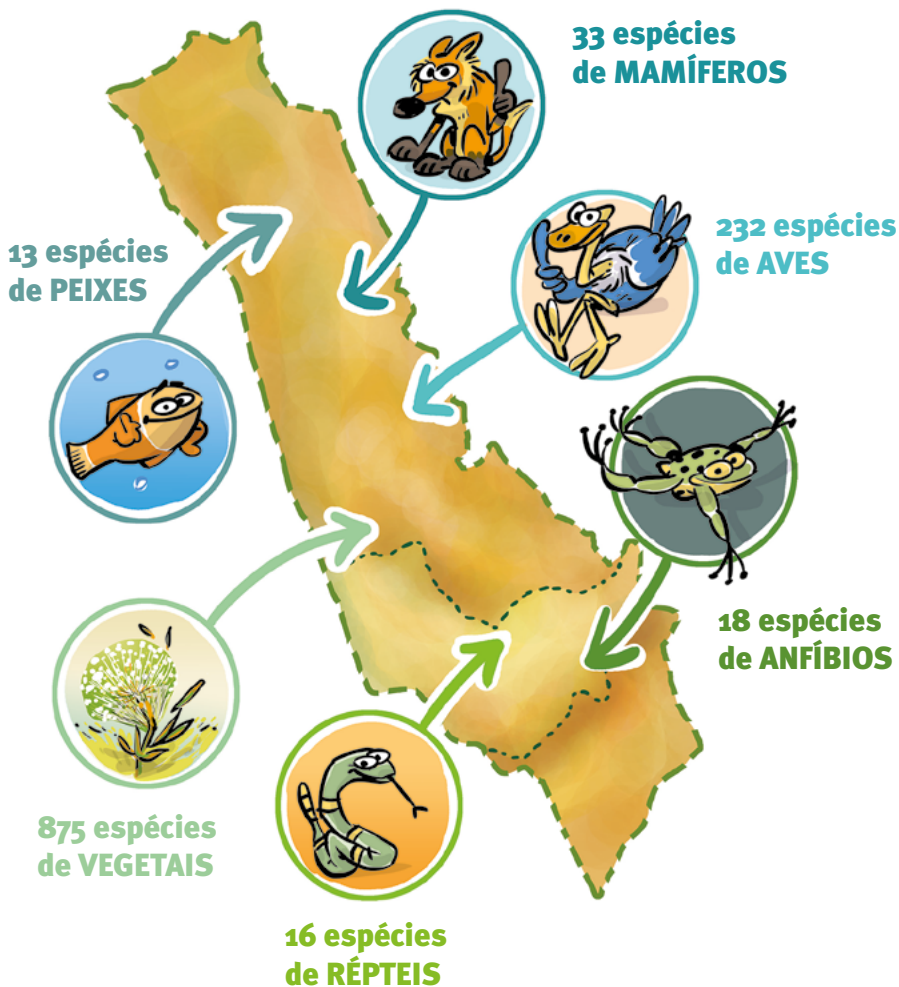 33 espécies
de MAMÍFEROS
232 espécies
de AVES
13 espécies
de PEIXES
18 espécies
de ANFÍBIOS
875 espécies
de VEGETAIS
16 espécies
de RÉPTEIS